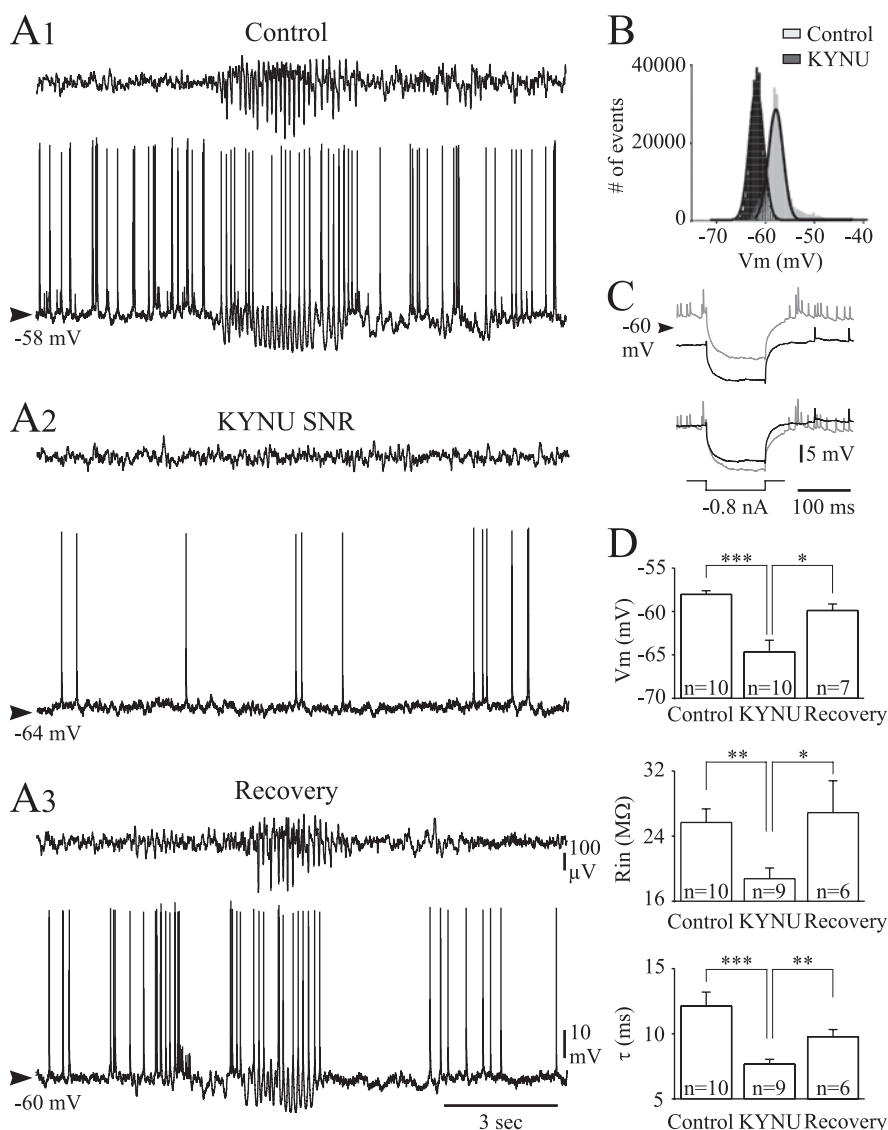 A1
Control
-58 mV
A2
KYNU SNR
-64 mV
A3
Recovery
100
µV
10
mV
-60 mV
3 sec
B
Control
KYNU
40000
20000
0
# of events
-70 -60 -50 -40
Vm (mV)
C
-60
mV
5 mV
-0.8 nA
100 ms
D
*** *
-55
-60
-65
-70
Vm (mV)
n=10 n=10 n=7
Control KYNU Recovery
** *
32
26
16
Rin (MΩ)
n=10 n=9 n=6
Control KYNU Recovery
*** **
15
10
5
τ (ms)
n=10 n=9 n=6
Control KYNU Recovery